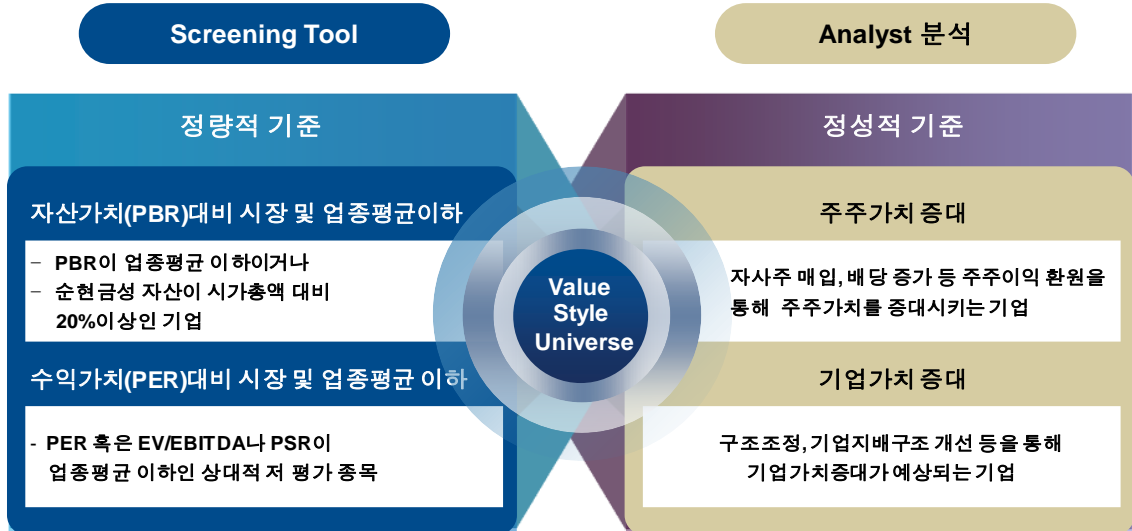 Screening Tool
정량적 기준
자산가치(PBR)대비 시장 및 업종평균이하
– PBR이 업종평균 이하이거나
– 순현금성 자산이 시가총액 대비
20%이상인 기업
수익가치(PER)대비 시장 및 업종평균 이하
- PER 혹은 EV/EBITDA나 PSR이
업종평균 이하인 상대적 저 평가 종목
Value
Style
Universe
Analyst 분석
정성적 기준
주주가치 증대
자사주 매입, 배당 증가 등 주주이익 환원을
통해 주주가치를 증대시키는 기업
기업가치 증대
구조조정, 기업지배구조 개선 등을 통해
기업가치증대가 예상되는 기업